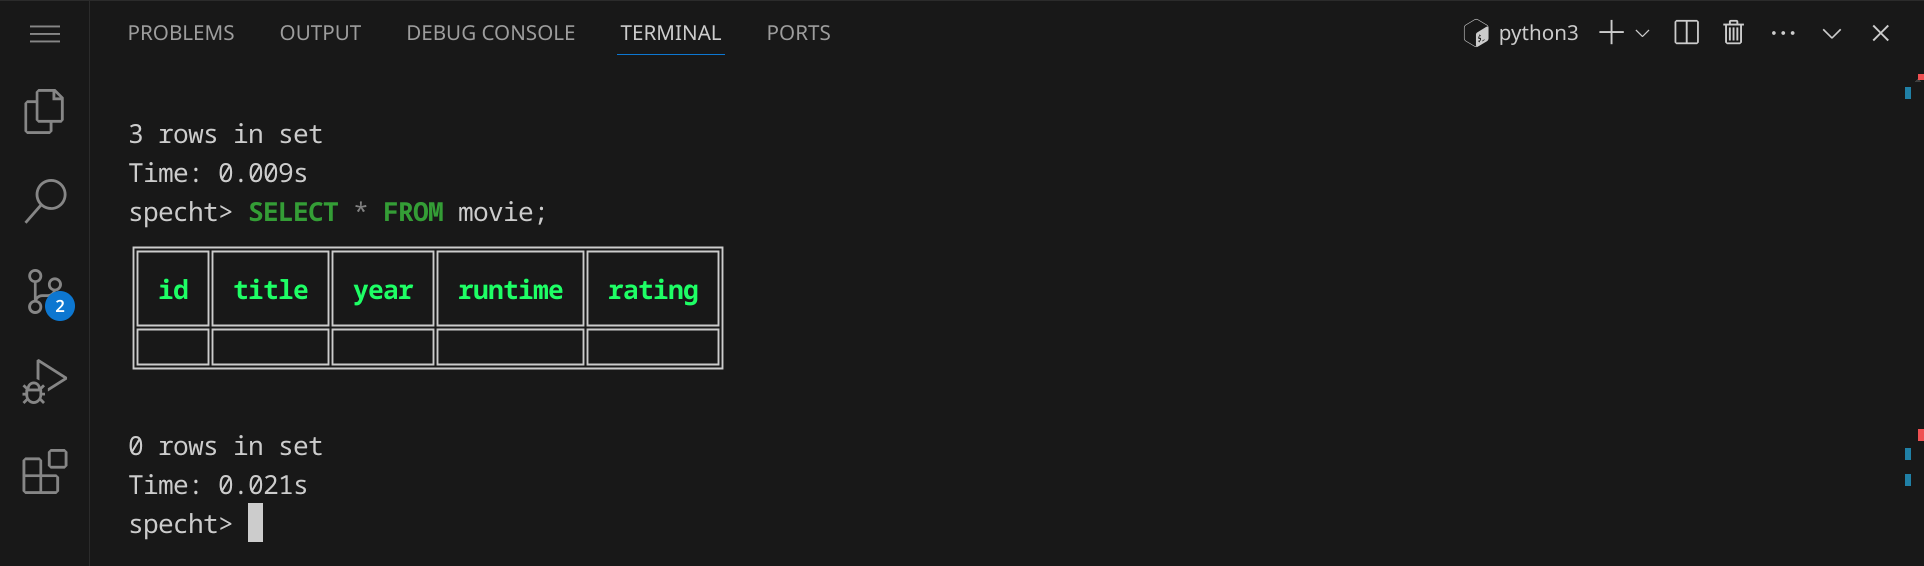 PROBLEMS OUTPUT DEBUG CONSOLE TERMINAL PORTS python3
3 rows in set
Time: 0.009s
specht> SELECT * FROM movie;
id title year runtime rating
2
0 rows in set
Time: 0.021s
specht>